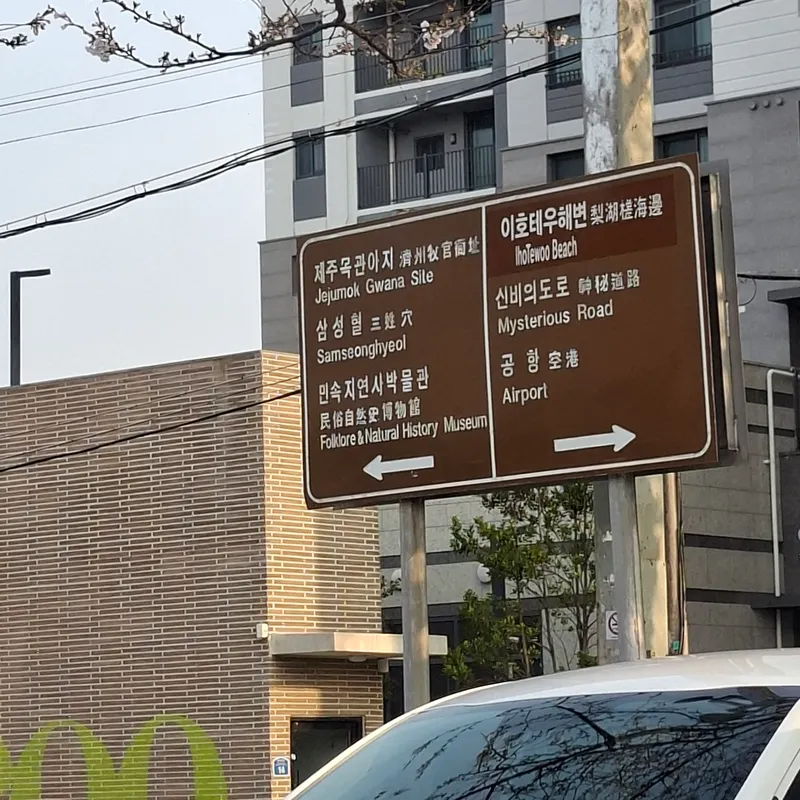 제주목관아지 濟州牧官衙址
Jejumok Gwana Site
삼성혈 三姓穴
Samseonghyeol
민속자연사박물관
民俗自然史博物館
Folklore & Natural History Museum
이호테우해변 梨湖槎海邊
IhoTewoo Beach
신비의도로 神秘道路
Mysterious Road
공항 空港
Airport
14